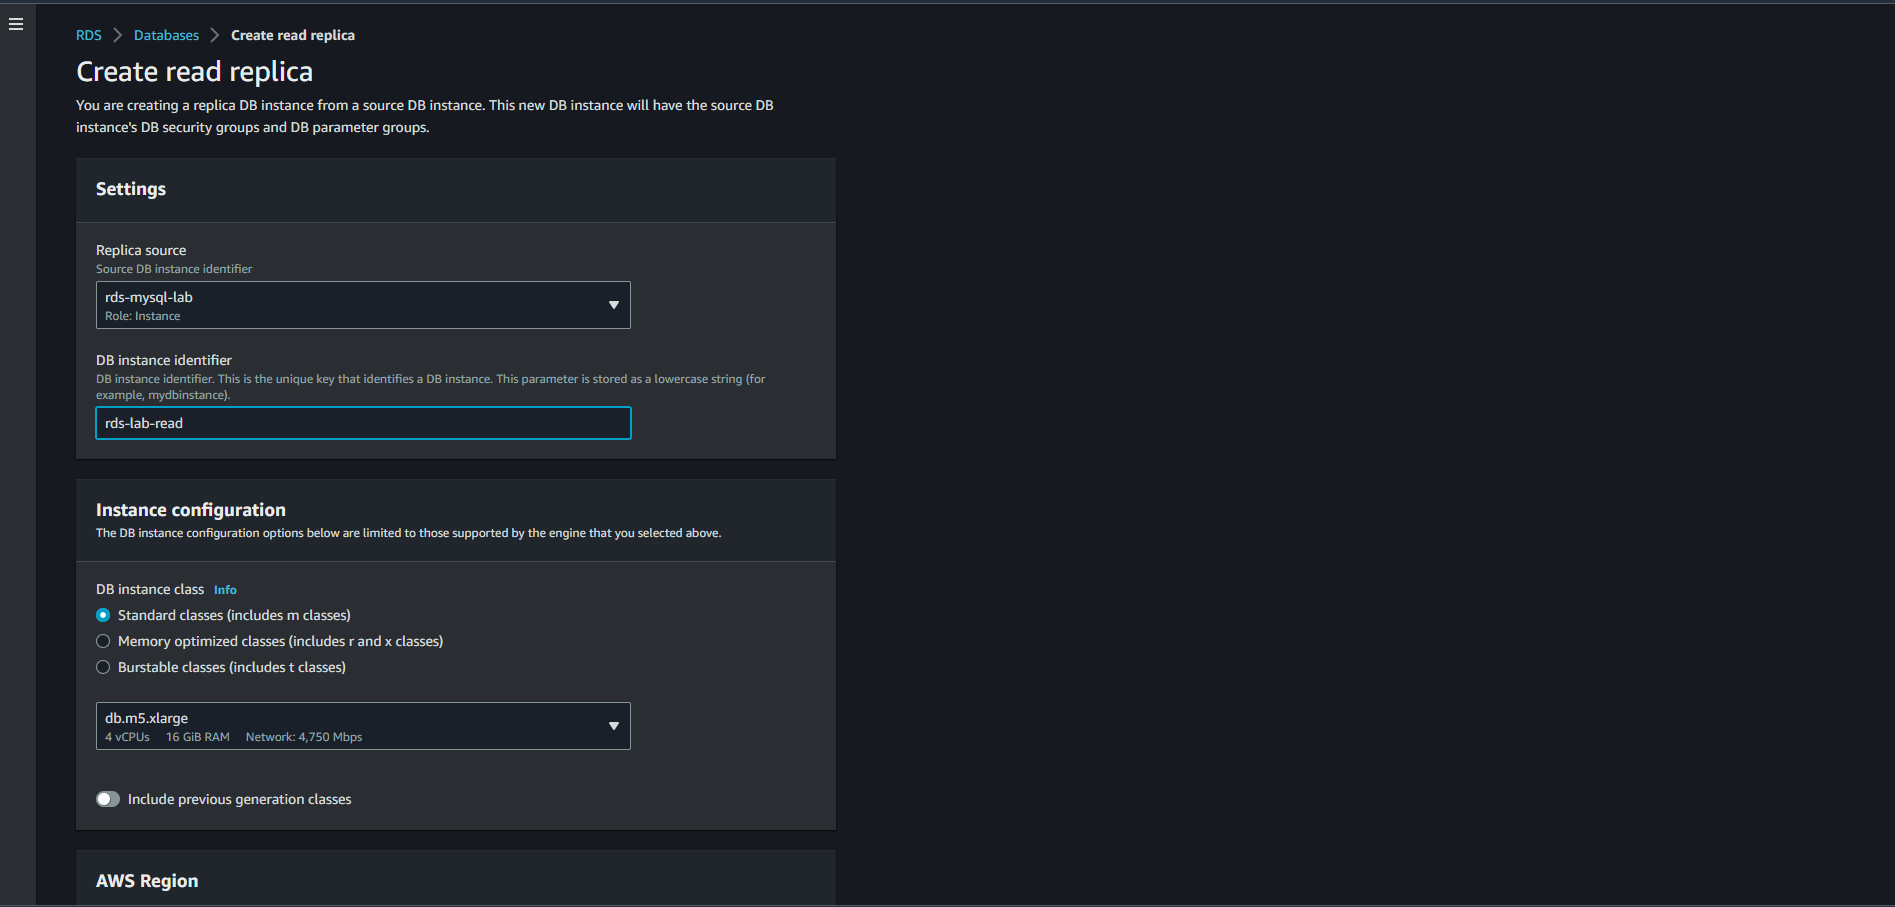 RDS > Databases > Create read replica
Create read replica
You are creating a replica DB instance from a source DB instance. This new DB instance will have the source DB
instance's DB security groups and DB parameter groups.
Settings
Replica source
Source DB instance identifier
rds-mysql-lab
Role: Instance
DB instance identifier
DB instance identifier. This is the unique key that identifies a DB instance. This parameter is stored as a lowercase string (for
example, mydbinstance).
rds-lab-read
Instance configuration
The DB instance configuration options below are limited to those supported by the engine that you selected above.
DB instance class Info
Standard classes (includes m classes)
Memory optimized classes (includes r and x classes)
Burstable classes (includes t classes)
db.m5.xlarge
4 vCPUs 16 GiB RAM Network: 4,750 Mbps
Include previous generation classes
AWS Region